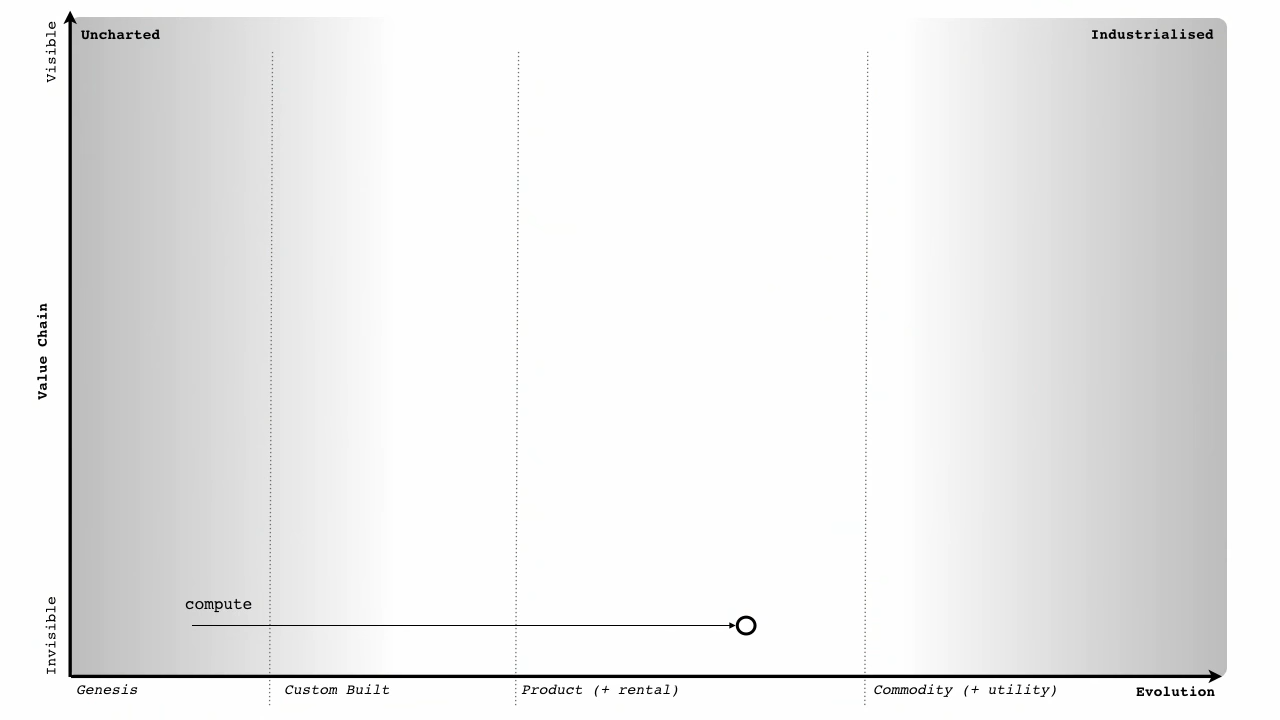 Visible
Uncharted
Industrialised
Value Chain
compute
Invisible
Genesis
Custom Built
Product (+ rental)
Commodity (+ utility)
Evolution